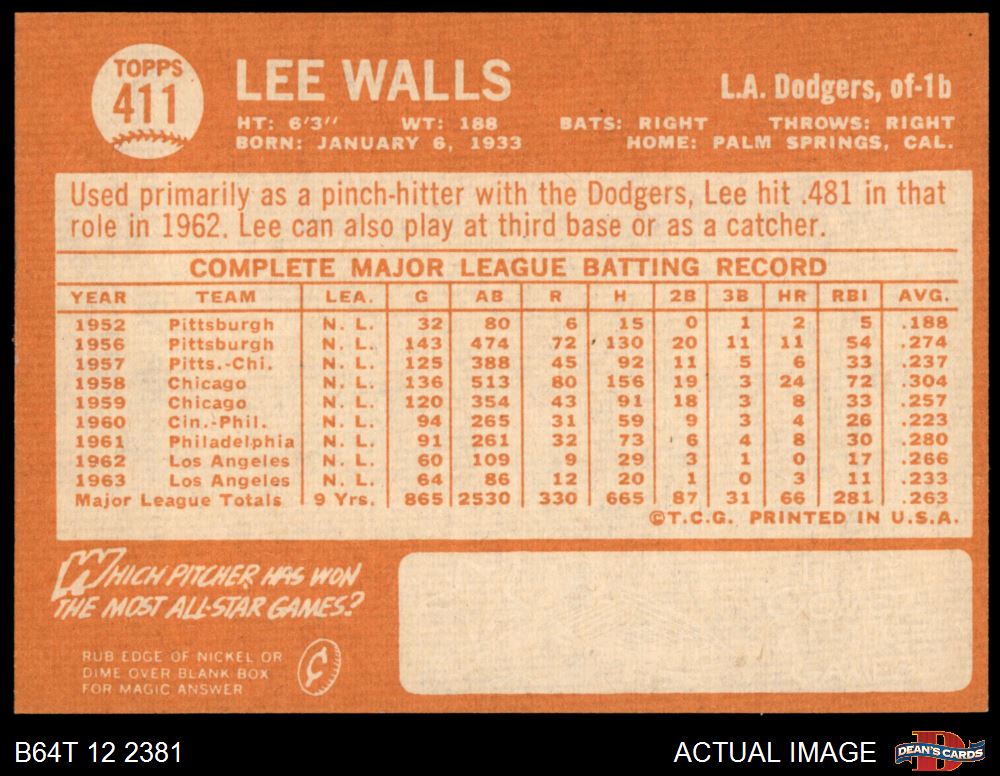 TOPPS
411
LEE WALLS
L.A. Dodgers, of-1b
HT: 6'3" WT: 188 BATS: RIGHT THROWS: RIGHT
BORN: JANUARY 6, 1933 HOME: PALM SPRINGS, CAL.
Used primarily as a pinch-hitter with the Dodgers, Lee hit .481 in that
role in 1962. Lee can also play at third base or as a catcher.
COMPLETE MAJOR LEAGUE BATTING RECORD
YEAR TEAM LEA. G AB R H 2B 3B HR RBI AVG.
1952 Pittsburgh N. L. 32 80 6 15 0 1 2 5 .188
1956 Pittsburgh N. L. 143 474 72 130 20 11 11 54 .274
1957 Pitts.-Chi. N. L. 125 388 45 92 11 5 6 33 .237
1958 Chicago N. L. 136 513 80 156 19 3 24 72 .304
1959 Chicago N. L. 120 354 43 91 18 3 8 33 .257
1960 Cin.-Phil. N. L. 94 265 31 59 9 3 4 26 .223
1961 Philadelphia N. L. 91 261 32 73 6 4 8 30 .280
1962 Los Angeles N. L. 60 109 9 29 3 1 0 17 .266
1963 Los Angeles N. L. 64 86 12 20 1 0 3 11 .233
Major League Totals 9 Yrs. 865 2530 330 665 87 31 66 281 .263
©T.C.G. PRINTED IN U.S.A.
WHICH PITCHER HAS WON
THE MOST ALL-STAR GAMES?
RUB EDGE OF NICKEL OR
DIME OVER BLANK BOX
FOR MAGIC ANSWER
¢
B64T 12 2381
ACTUAL IMAGE
D
DEAN'S CARDS